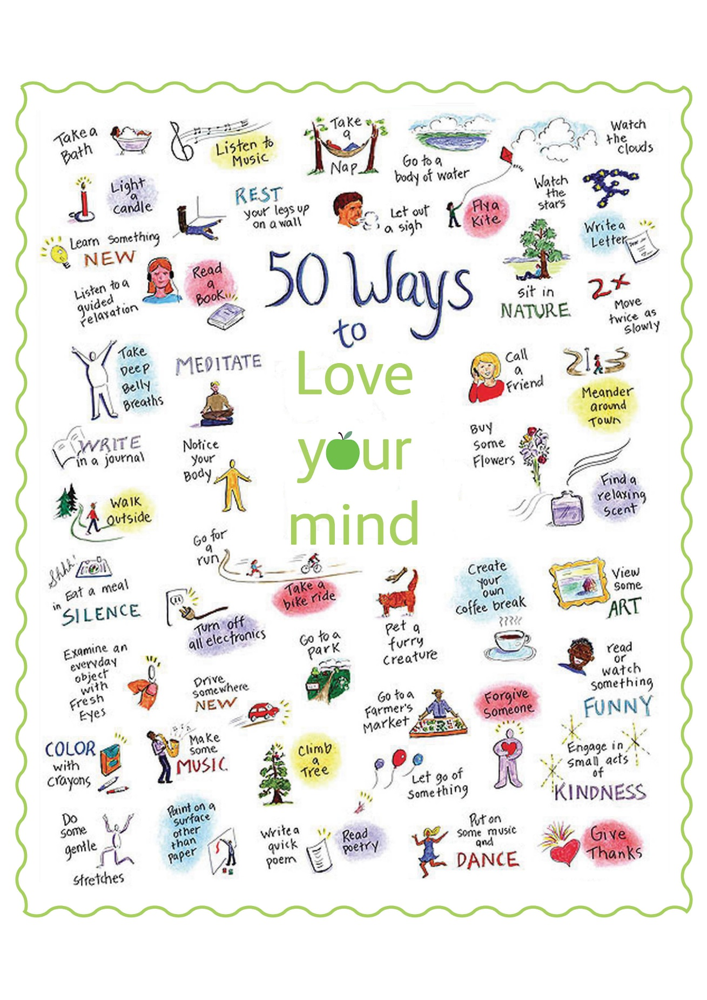 Take a
Bath
Listen to
Music
Take
a
Nap
Go to a
body of water
Watch
the
clouds
Light
a
candle
REST
your legs up
on a wall
Let out
a sigh
Fly a
Kite
Watch
the
stars
Write a
Letter
Dear
Learn something
NEW
Listen to a
guided
relaxation
Read
a
Book
50 Ways
to
Love
your
mind
sit in
NATURE
2x
Move
twice as
slowly
Take
Deep
Belly
Breaths
MEDITATE
Call
a
Friend
Meander
around
Town
WRITE
in a journal
Notice
your
Body
Buy
some
Flowers
Find a
relaxing
scent
Walk
outside
Go for
a
run
Take a
bike ride
Shhh!
Eat a meal
in
SILENCE
Turn off
all electronics
Pet a
furry
creature
Create
your
own
coffee break
View
some
ART
Examine an
everyday
object
with
Fresh
Eyes
Drive
somewhere
NEW
Go to a
Park
Go to a
Farmer's
Market
Forgive
Someone
read
or
watch
something
FUNNY
COLOR
with
crayons
Make
some
MUSIC
Climb
a
Tree
Let go of
something
Engage in
small acts
of
KINDNESS
Do
some
gentle
stretches
Paint on a
surface
other
than
paper
Write a
quick
poem
Read
poetry
Put on
some music
and
DANCE
Give
Thanks